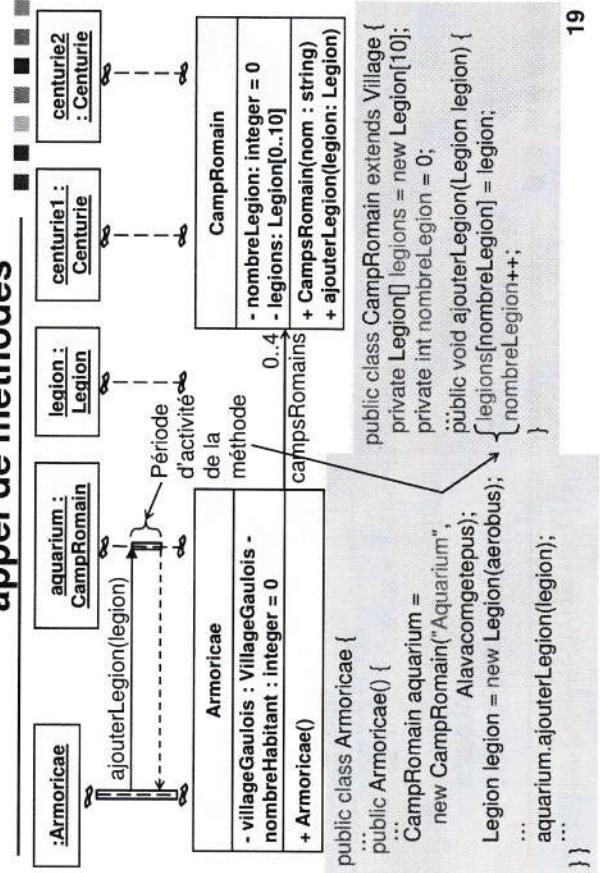 appel de méthodes
:Armoricae
aquarium :
CampRomain
legion :
Legion
centurie1 :
Centurie
centurie2
: Centurie
ajouterLegion(legion)
Période
d'activité
de la
méthode
Armoricae
- villageGaulois : VillageGaulois -
nombreHabitant : integer = 0
+ Armoricae()
0..4
campsRomains
CampRomain
- nombreLegion: integer = 0
- legions: Legion[0..10]
+ CampsRomain(nom : string)
+ ajouterLegion(legion: Legion)
public class Armoricae {
...
public Armoricae() {
...
CampRomain aquarium =
new CampRomain("Aquarium",
Alavacomgetepus);
Legion legion = new Legion(aerobus);
...
aquarium.ajouterLegion(legion);
...
} }
public class CampRomain extends Village {
private Legion[] legions = new Legion[10];
private int nombreLegion = 0;
...
public void ajouterLegion(Legion legion) {
legions[nombreLegion] = legion;
nombreLegion++;
}
19